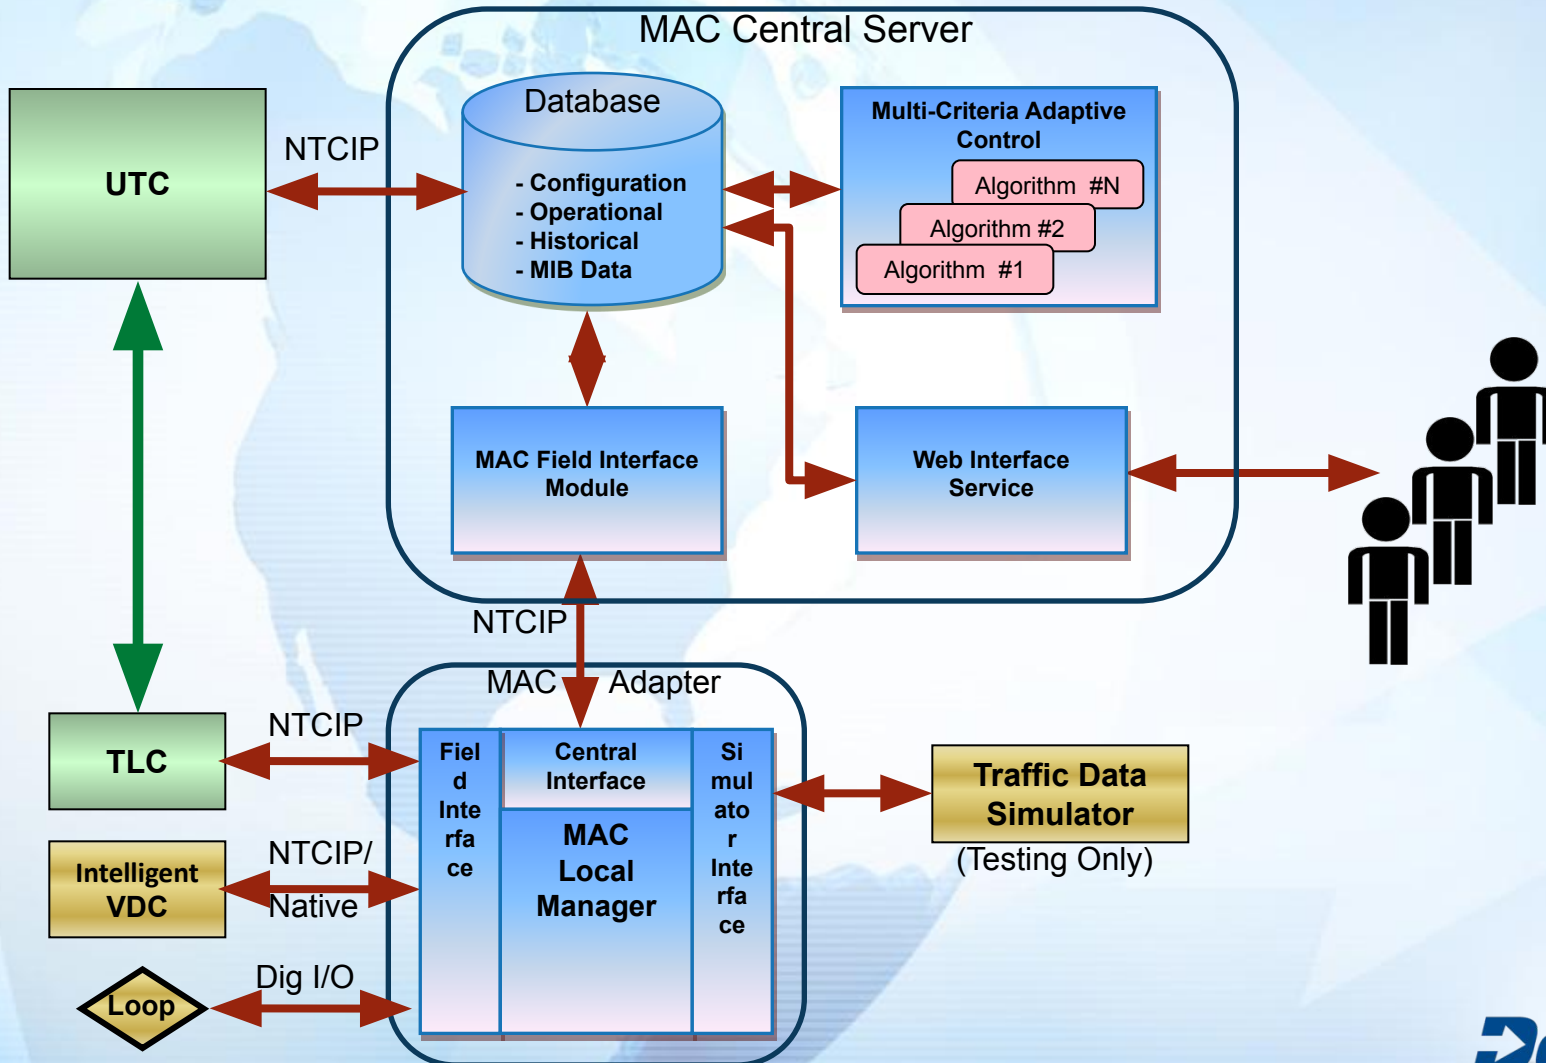 MAC Central Server
Database
- Configuration
- Operational
- Historical
- MIB Data
Multi-Criteria Adaptive
Control
Algorithm #N
Algorithm #2
Algorithm #1
UTC
NTCIP
MAC Field Interface
Module
Web Interface
Service
NTCIP
MAC Adapter
TLC
NTCIP
Fiel
d
Inte
rfa
ce
Central
Interface
Si
mul
ato
r
Inte
rfa
ce
MAC
Local
Manager
Traffic Data
Simulator
(Testing Only)
Intelligent
VDC
NTCIP/
Native
Loop
Dig I/O